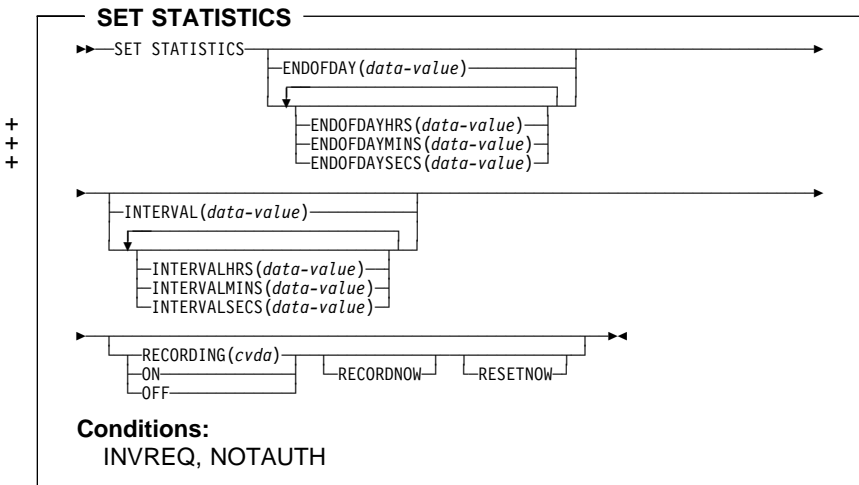 SET STATISTICS
SET STATISTICS
ENDOFDAY(data-value)
+ ENDOFDAYHRS(data-value)
+ ENDOFDAYMINS(data-value)
+ ENDOFDAYSECS(data-value)
INTERVAL(data-value)
INTERVALHRS(data-value)
INTERVALMINS(data-value)
INTERVALSECS(data-value)
RECORDING(cvda)
ON
RECORDNOW RESETNOW
OFF
Conditions:
INVREQ, NOTAUTH